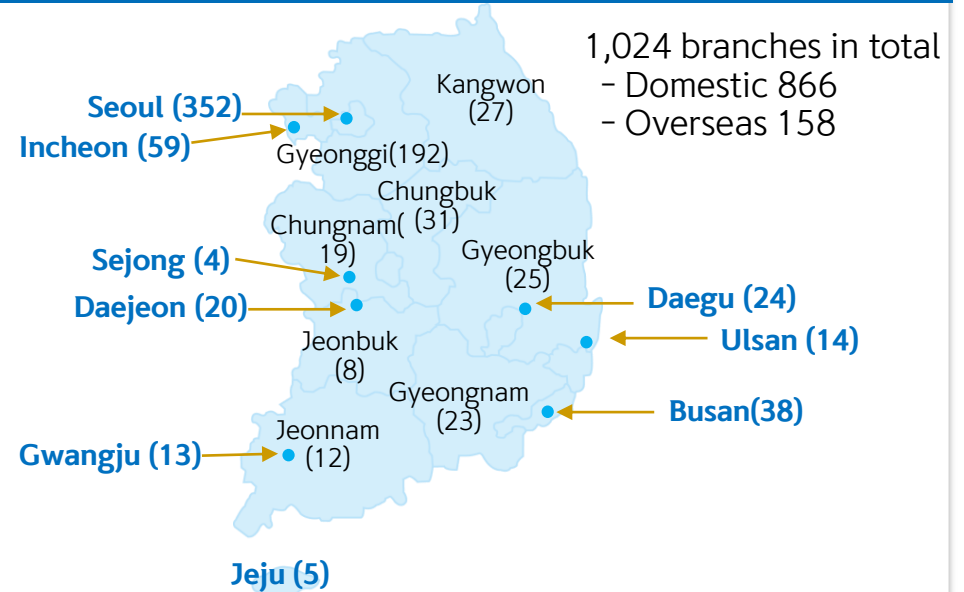 1,024 branches in total
- Domestic 866
- Overseas 158
Kangwon
(27)
Seoul (352)
Incheon (59)
Gyeonggi(192)
Chungbuk
(31)
Chungnam(
19)
Gyeongbuk
(25)
Sejong (4)
Daejeon (20)
Daegu (24)
Ulsan (14)
Jeonbuk
(8)
Gyeongnam
(23)
Busan(38)
Jeonnam
(12)
Gwangju (13)
Jeju (5)